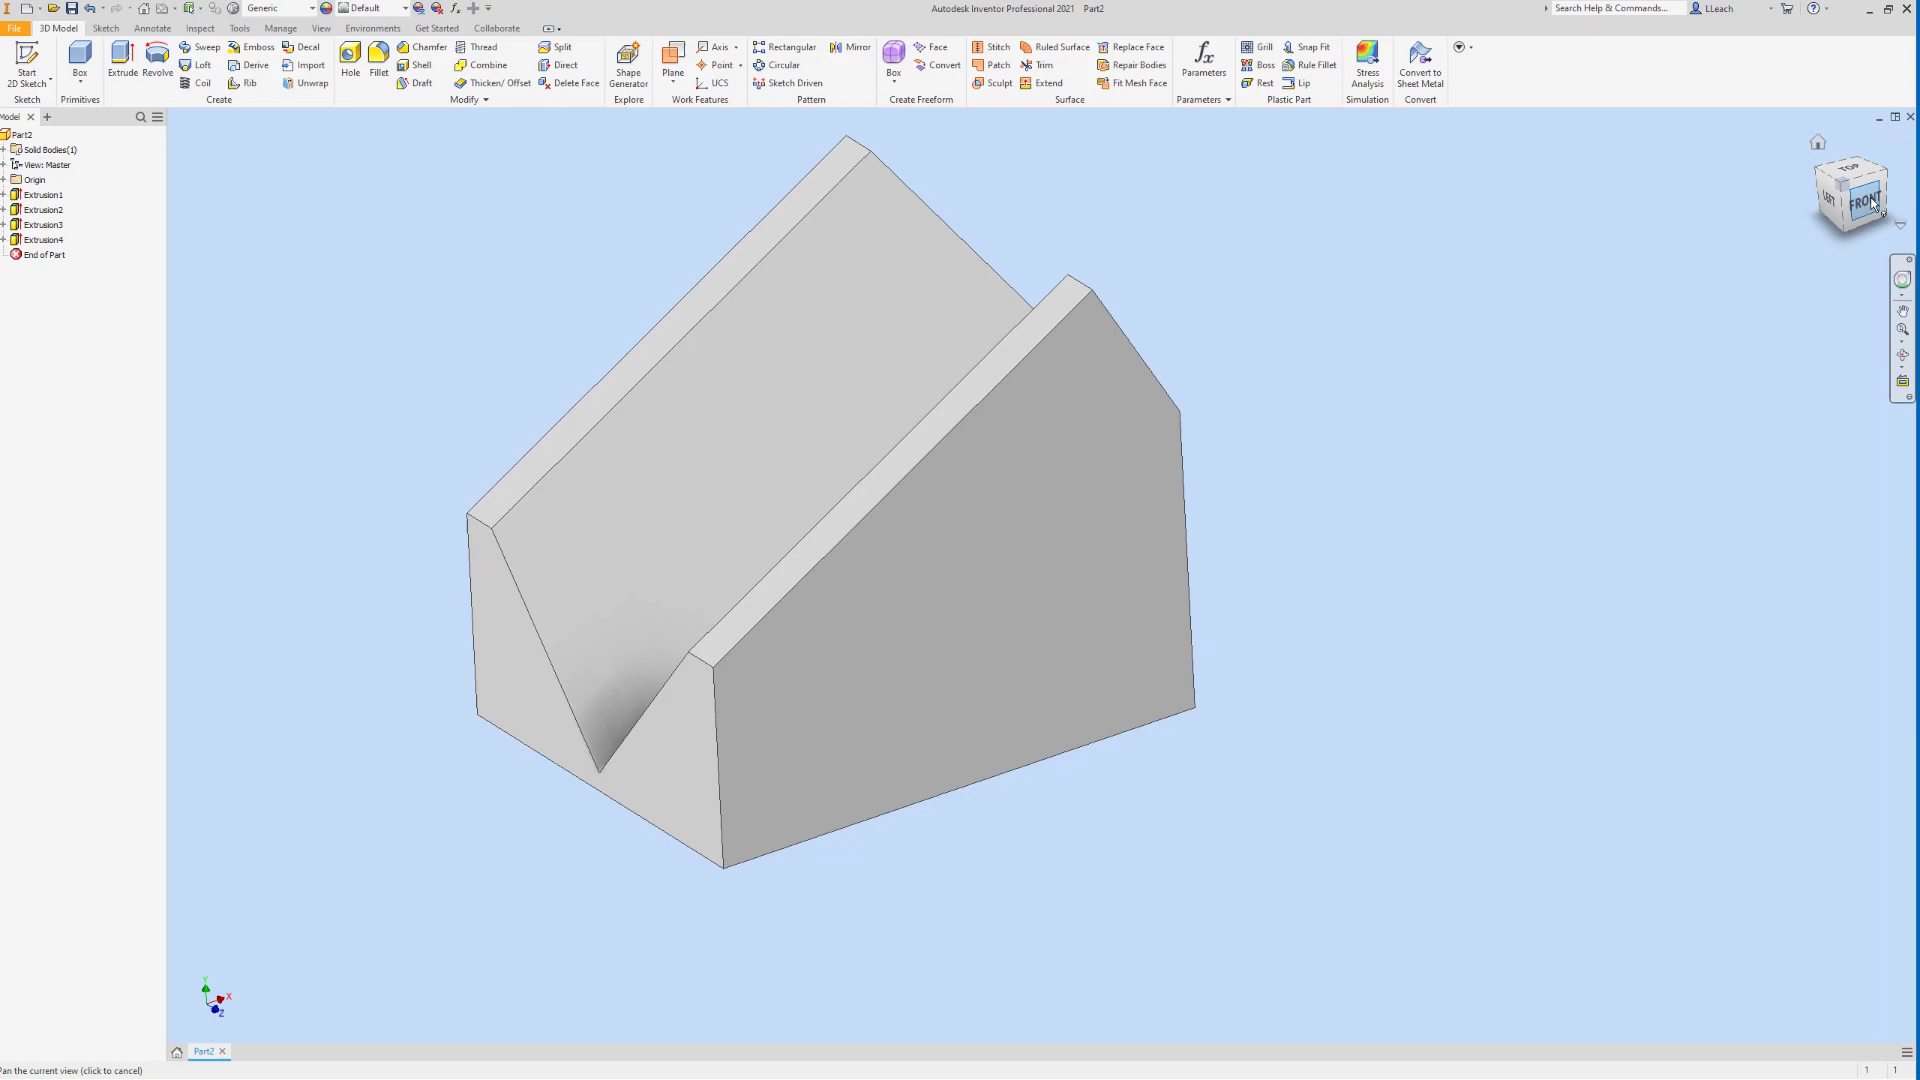 Generic Default Autodesk Inventor Professional 2021 Part2 Search Help & Commands... LLeach
File 3D Model Sketch Annotate Inspect Tools Manage View Environments Get Started Collaborate
Start
2D Sketch
Sketch
Box
Primitives
Extrude
Revolve
Sweep Emboss Decal
Loft Derive Import
Coil Rib Unwrap
Create
Hole
Fillet
Chamfer Thread Split
Shell Combine Direct
Draft Thicken/ Offset Delete Face
Modify
Shape
Generator
Explore
Plane
Axis
Point
UCS
Work Features
Rectangular Mirror
Circular
Sketch Driven
Pattern
Box
Face
Convert
Create Freeform
Stitch Ruled Surface Replace Face
Patch Trim Repair Bodies
Sculpt Extend Fit Mesh Face
Surface
Parameters
Parameters
Grill Snap Fit
Boss Rule Fillet
Rest Lip
Plastic Part
Stress
Analysis
Simulation
Convert to
Sheet Metal
Convert
Model
Part2
Solid Bodies(1)
View: Master
Origin
Extrusion1
Extrusion2
Extrusion3
Extrusion4
End of Part
TOP
LEFT
FRONT
Y
X
Z
Part2
Pan the current view (click to cancel)
1 1